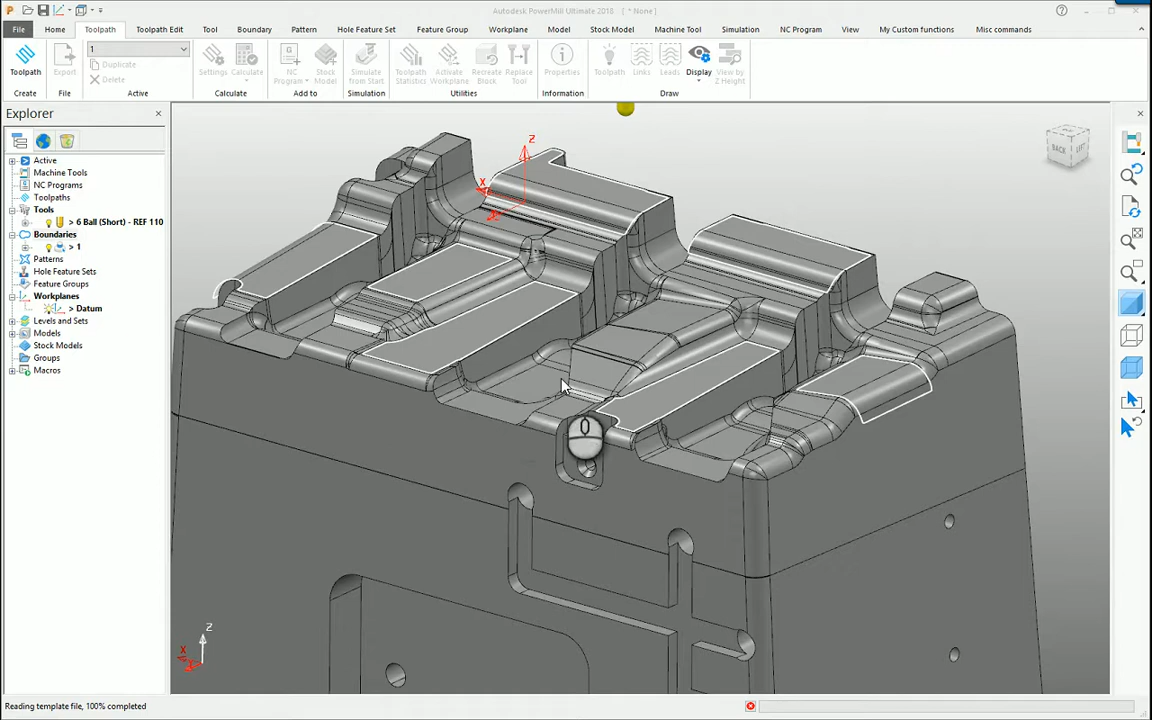 Autodesk PowerMill Ultimate 2018 [ * None ]
File Home Toolpath Toolpath Edit Tool Boundary Pattern Hole Feature Set Feature Group Workplane Model Stock Model Machine Tool Simulation NC Program View My Custom functions Misc commands
1
Duplicate
Delete
Toolpath Export Settings Calculate NC Program Stock Model Simulate from Start Toolpath Statistics Activate Workplane Recreate Block Replace Tool Properties Toolpath Links Leads Display View by Z Height
Create File Active Calculate Add to Simulation Utilities Information Draw
Explorer
Active
Machine Tools
NC Programs
Toolpaths
Tools
> 6 Ball (Short) - REF 110
Boundaries
> 1
Patterns
Hole Feature Sets
Feature Groups
Workplanes
> Datum
Levels and Sets
Models
Stock Models
Groups
Macros
BACK LEFT
Z
X
Z
X
Reading template file, 100% completed